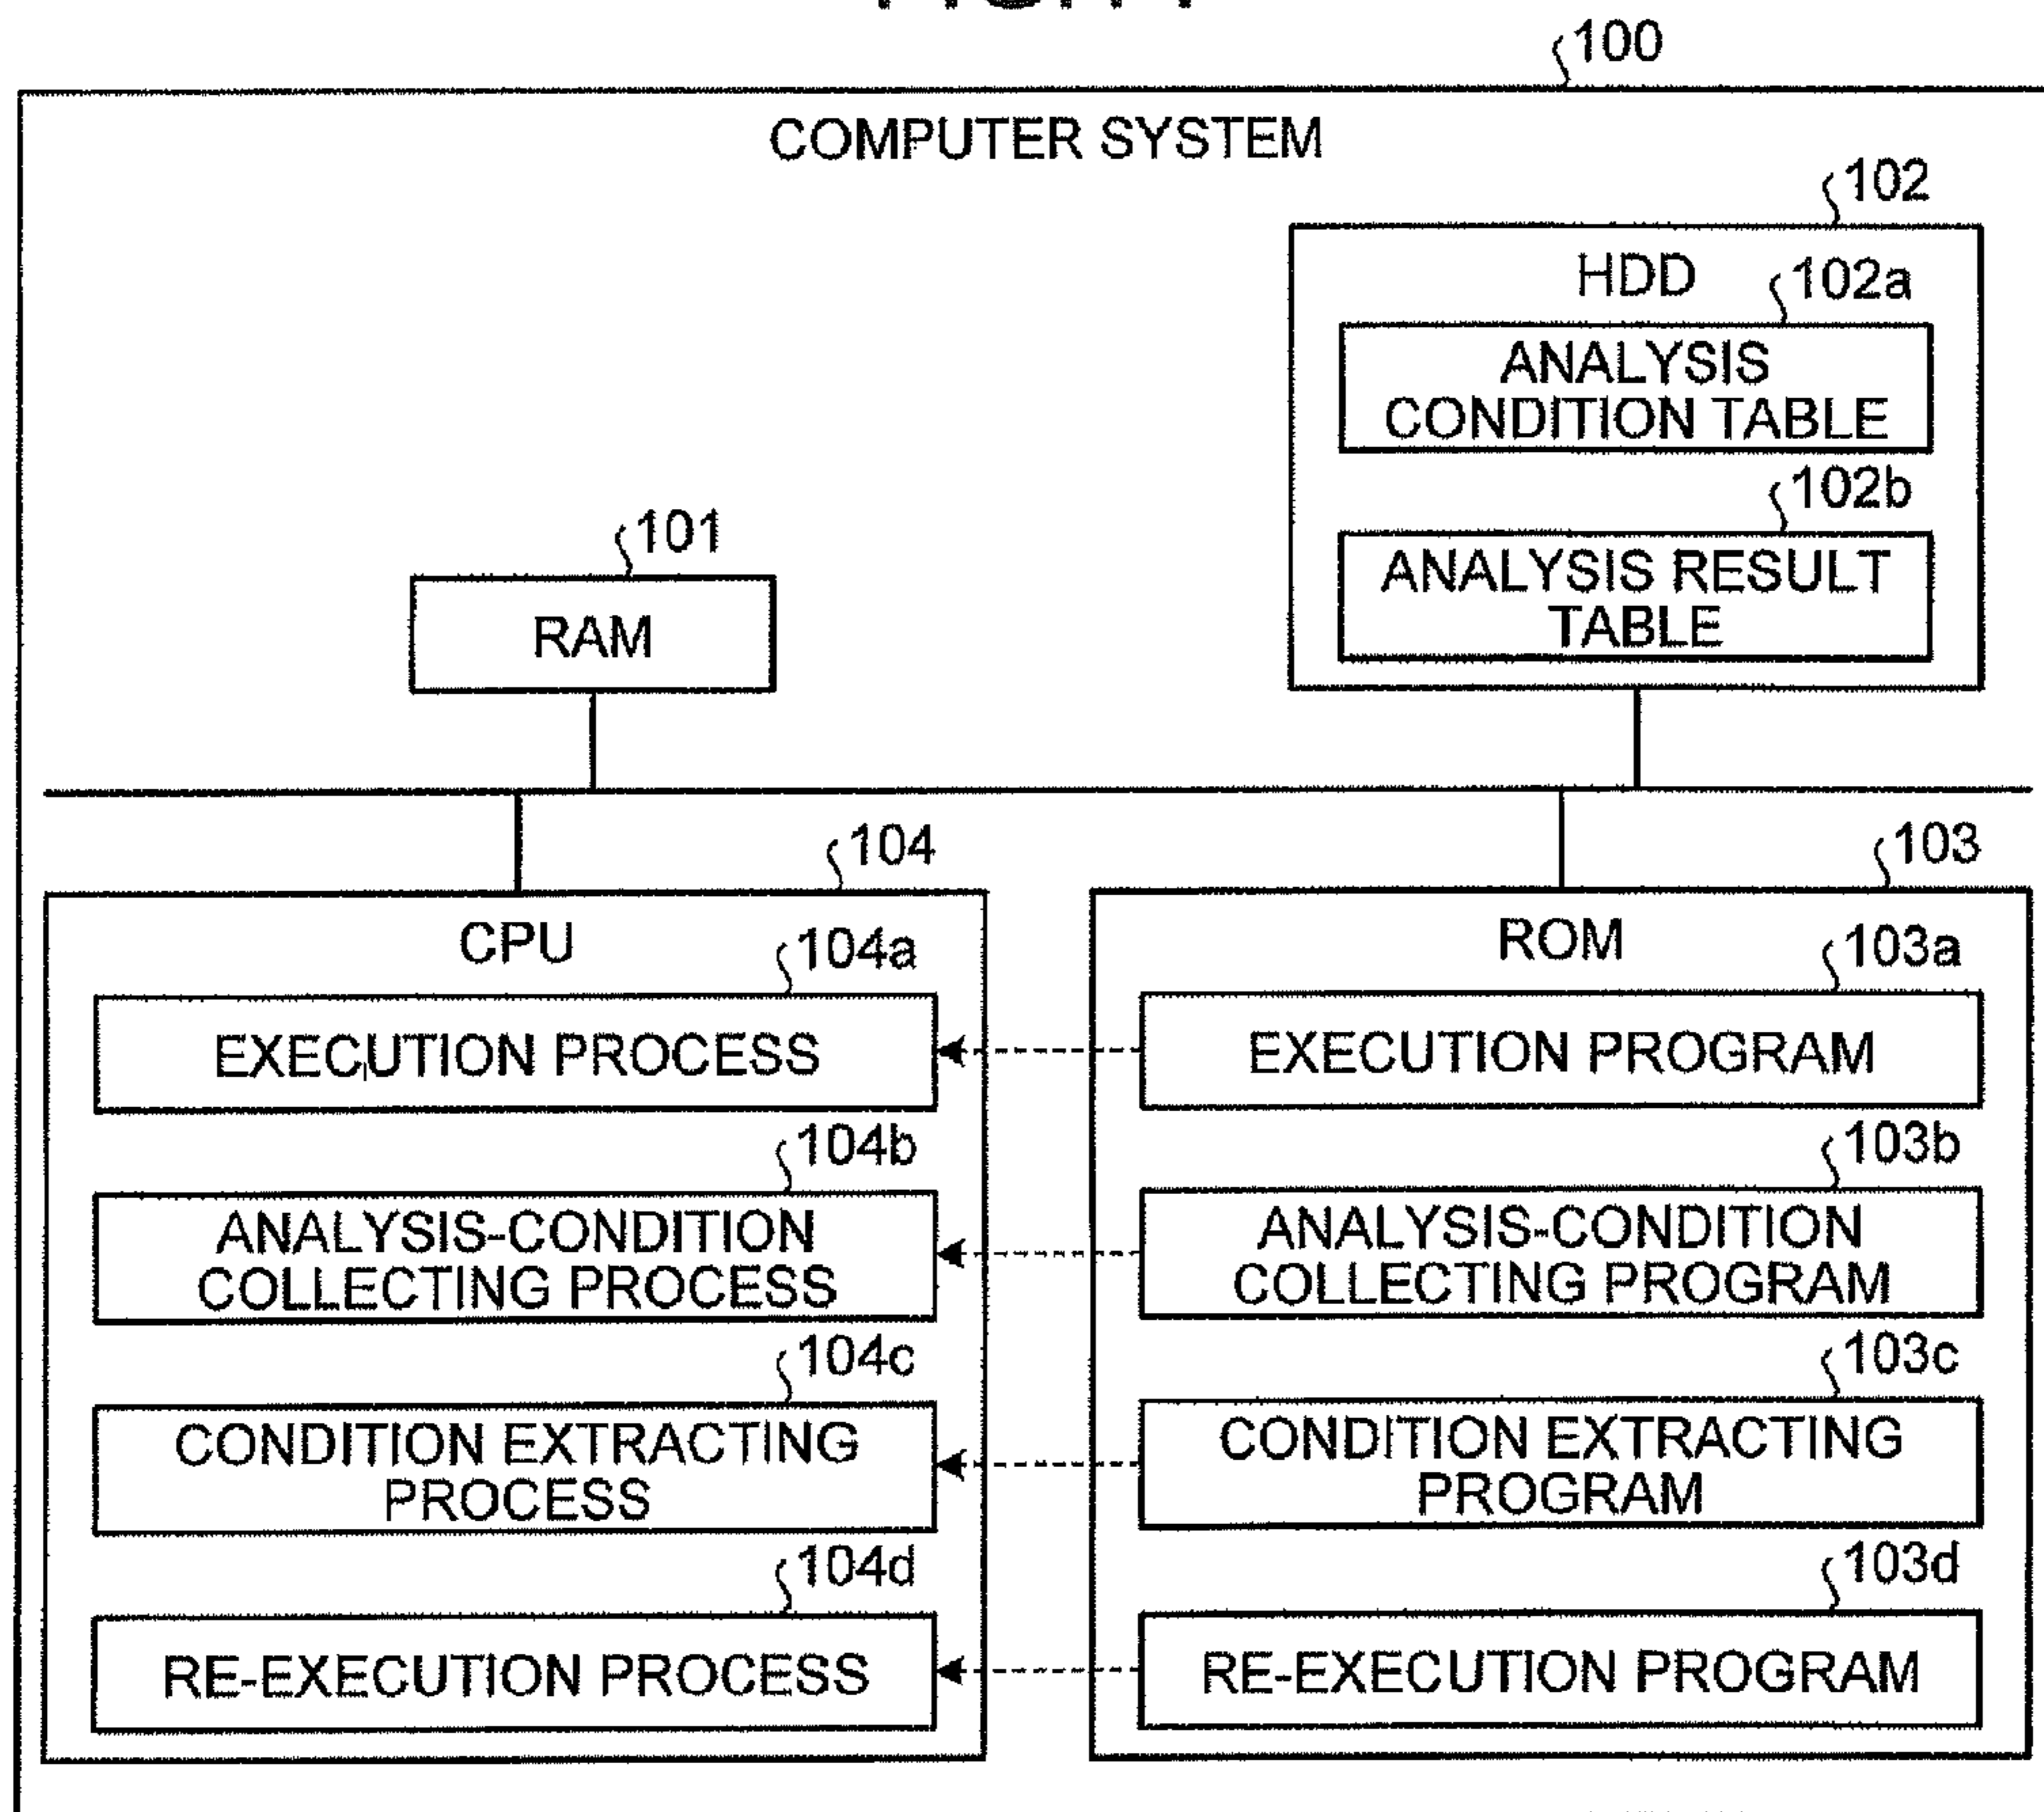 100
COMPUTER SYSTEM
102
HDD
102a
ANALYSIS
CONDITION TABLE
102b
ANALYSIS RESULT
TABLE
101
RAM
104
CPU
104a
EXECUTION PROCESS
104b
ANALYSIS-CONDITION
COLLECTING PROCESS
104c
CONDITION EXTRACTING
PROCESS
104d
RE-EXECUTION PROCESS
103
ROM
103a
EXECUTION PROGRAM
103b
ANALYSIS-CONDITION
COLLECTING PROGRAM
103c
CONDITION EXTRACTING
PROGRAM
103d
RE-EXECUTION PROGRAM